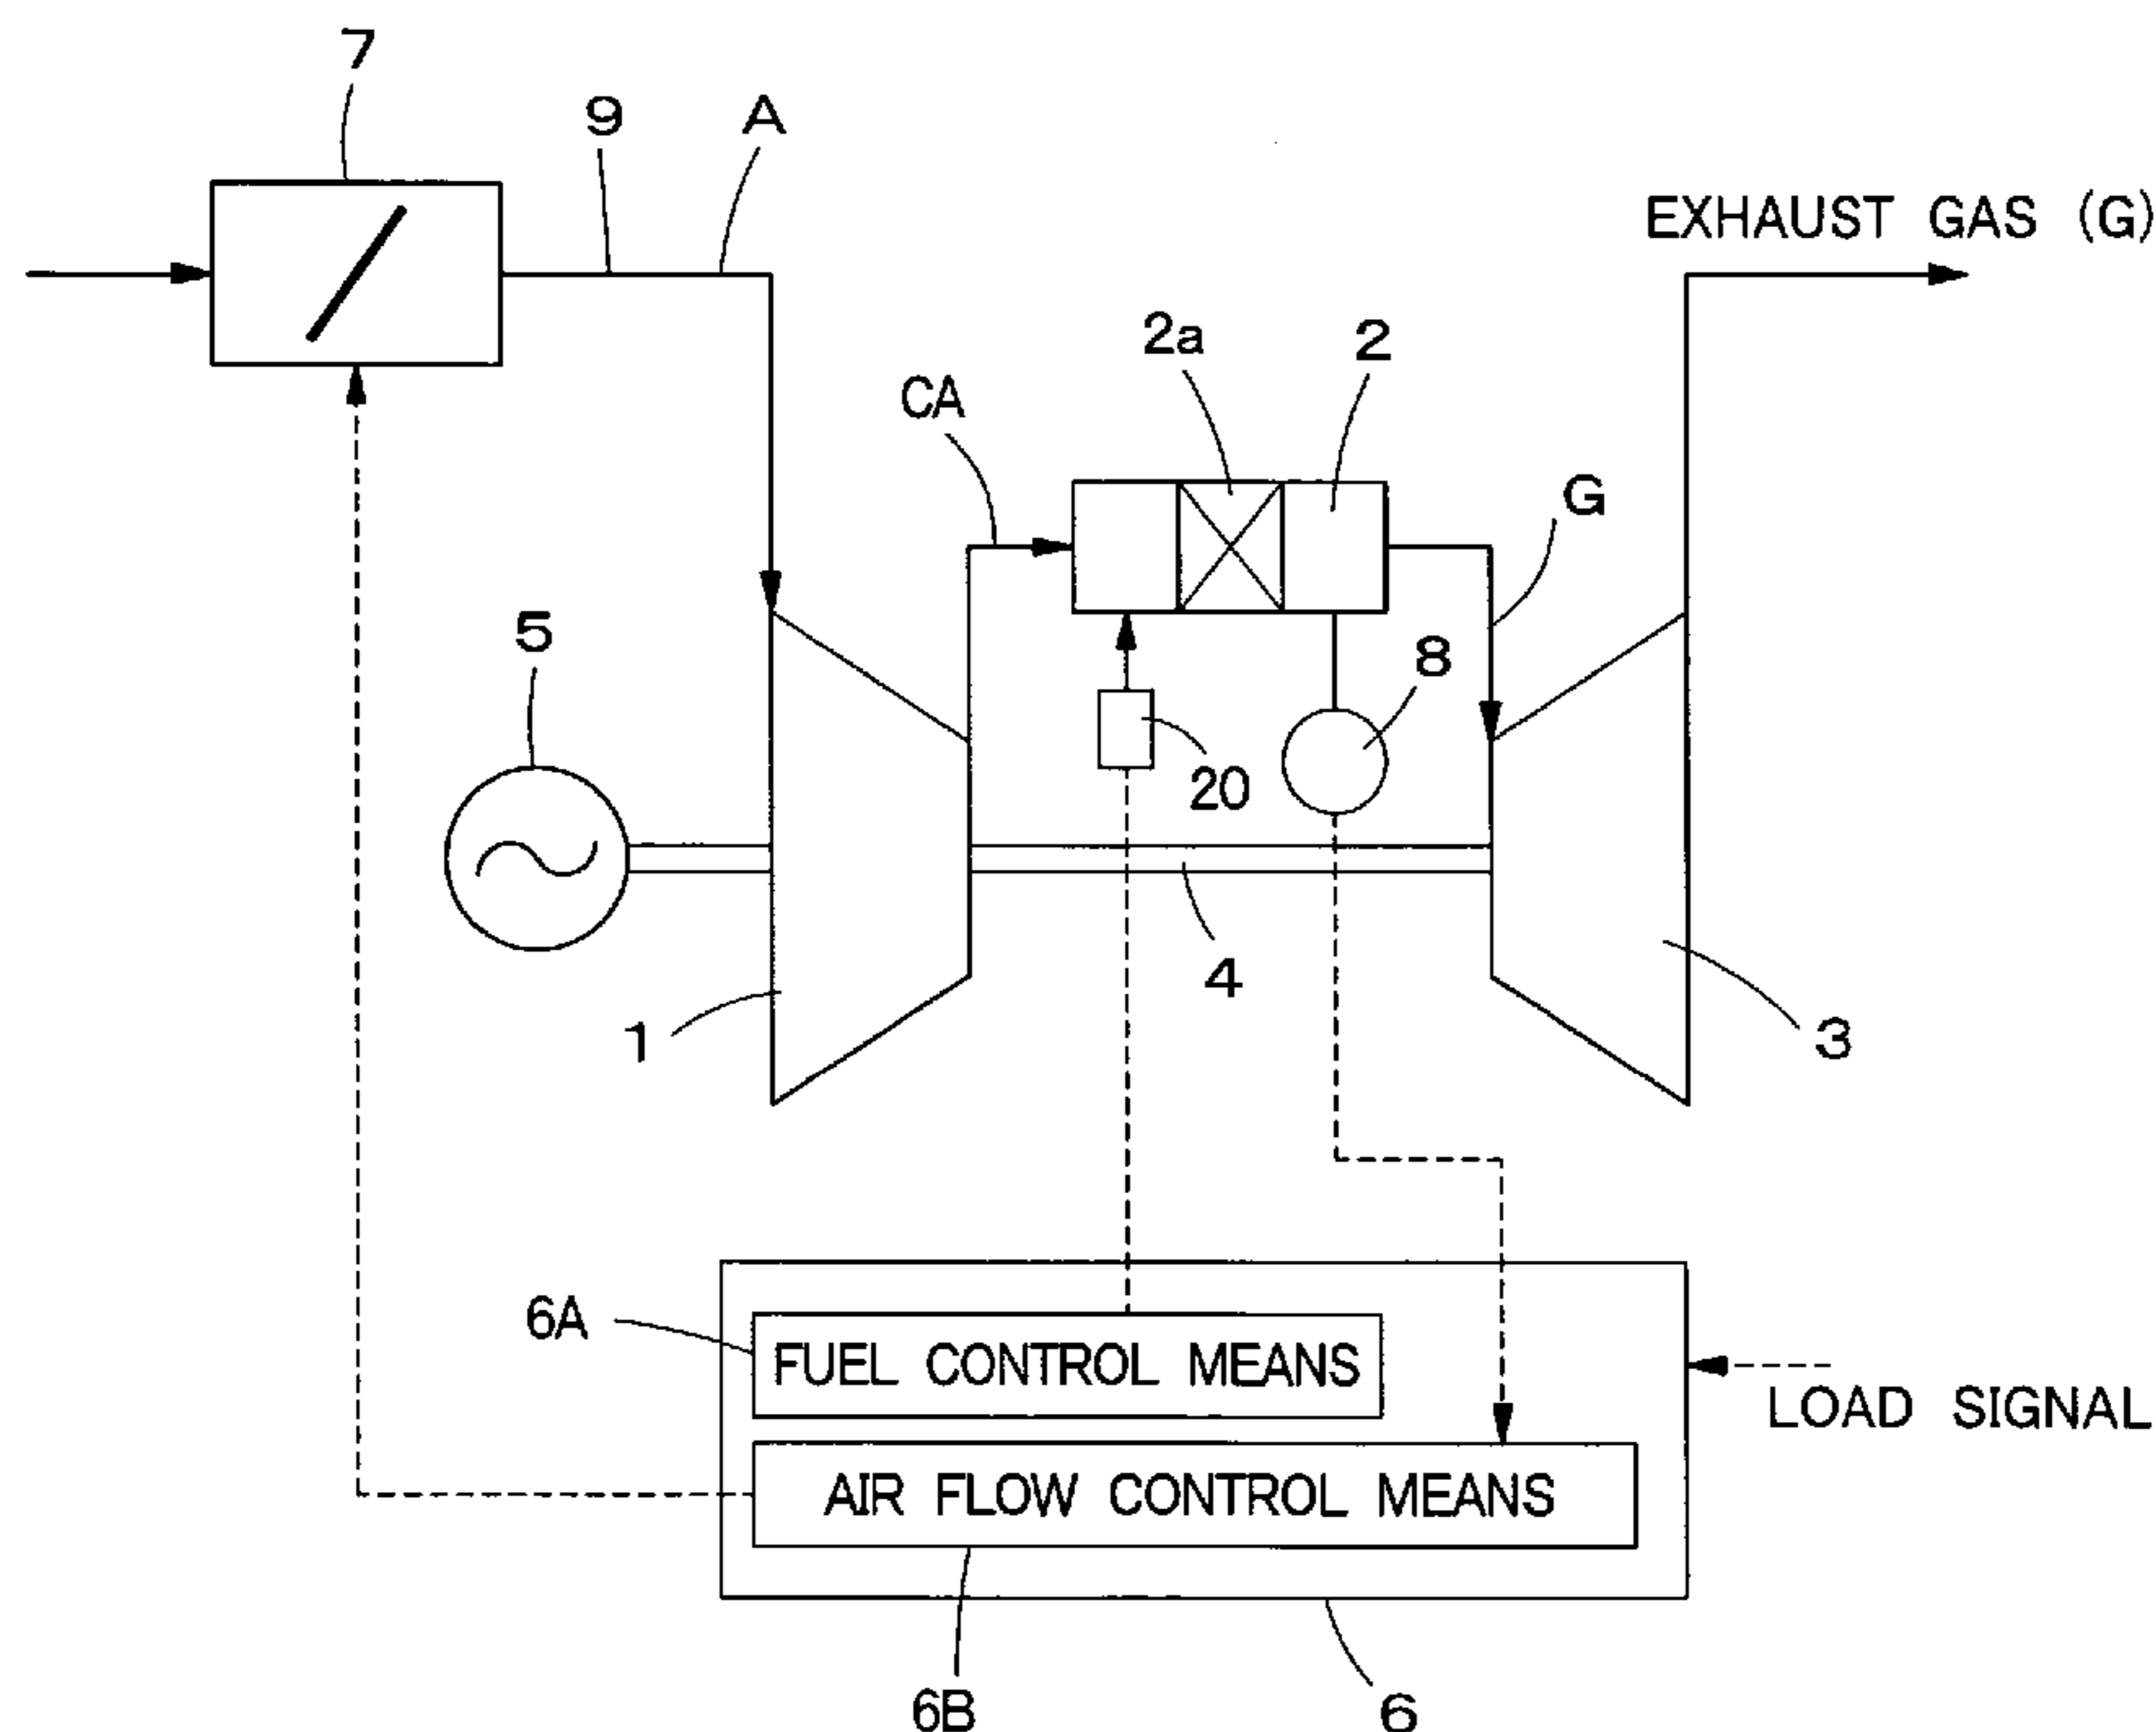 7
9
A
EXHAUST GAS (G)
2a
2
CA
G
5
8
20
4
1
3
6A
FUEL CONTROL MEANS
LOAD SIGNAL
AIR FLOW CONTROL MEANS
6B
6